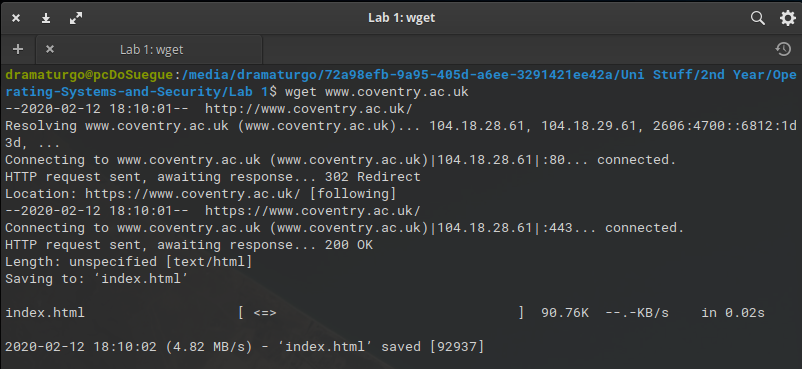 Lab 1: wget
Lab 1: wget
dramaturgo@pcDoSuegue:/media/dramaturgo/72a98efb-9a95-405d-a6ee-3291421ee42a/Uni Stuff/2nd Year/Ope
rating-Systems-and-Security/Lab 1$ wget www.coventry.ac.uk
--2020-02-12 18:10:01--  http://www.coventry.ac.uk/
Resolving www.coventry.ac.uk (www.coventry.ac.uk)... 104.18.28.61, 104.18.29.61, 2606:4700::6812:1d
3d, ...
Connecting to www.coventry.ac.uk (www.coventry.ac.uk)|104.18.28.61|:80... connected.
HTTP request sent, awaiting response... 302 Redirect
Location: https://www.coventry.ac.uk/ [following]
--2020-02-12 18:10:01--  https://www.coventry.ac.uk/
Connecting to www.coventry.ac.uk (www.coventry.ac.uk)|104.18.28.61|:443... connected.
HTTP request sent, awaiting response... 200 OK
Length: unspecified [text/html]
Saving to: ‘index.html’
index.html                   [ <=>                              ]  90.76K  --.-KB/s    in 0.02s
2020-02-12 18:10:02 (4.82 MB/s) - ‘index.html’ saved [92937]